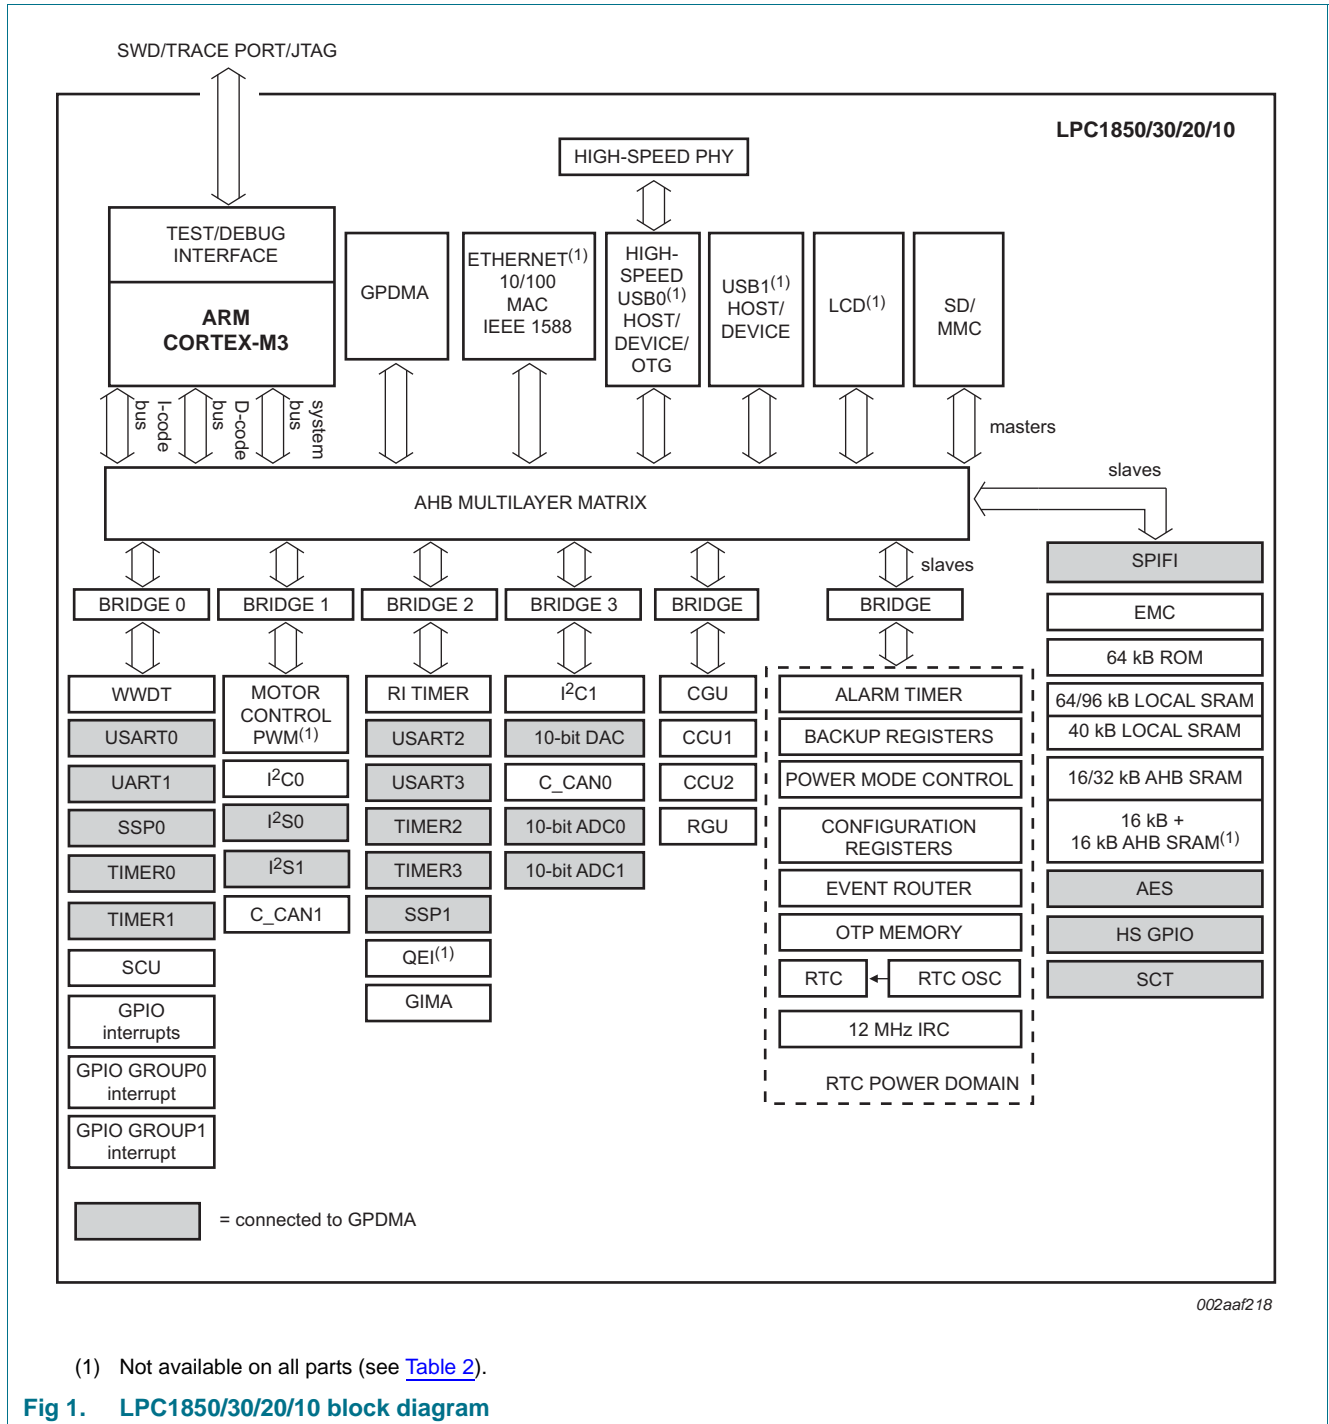 SWD/TRACE PORT/JTAG
LPC1850/30/20/10
HIGH-SPEED PHY
TEST/DEBUG
INTERFACE
ARM
CORTEX-M3
GPDMA
ETHERNET(1)
10/100
MAC
IEEE 1588
HIGH-
SPEED
USB0(1)
HOST/
DEVICE/
OTG
USB1(1)
HOST/
DEVICE
LCD(1)
SD/
MMC
I-code
bus
D-code
bus
system
bus
masters
slaves
AHB MULTILAYER MATRIX
slaves
BRIDGE 0
BRIDGE 1
BRIDGE 2
BRIDGE 3
BRIDGE
BRIDGE
WWDT
USART0
UART1
SSP0
TIMER0
TIMER1
SCU
GPIO
interrupts
GPIO GROUP0
interrupt
GPIO GROUP1
interrupt
MOTOR
CONTROL
PWM(1)
I2C0
I2S0
I2S1
C_CAN1
RI TIMER
USART2
USART3
TIMER2
TIMER3
SSP1
QEI(1)
GIMA
I2C1
10-bit DAC
C_CAN0
10-bit ADC0
10-bit ADC1
CGU
CCU1
CCU2
RGU
ALARM TIMER
BACKUP REGISTERS
POWER MODE CONTROL
CONFIGURATION
REGISTERS
EVENT ROUTER
OTP MEMORY
RTC
RTC OSC
12 MHz IRC
RTC POWER DOMAIN
SPIFI
EMC
64 kB ROM
64/96 kB LOCAL SRAM
40 kB LOCAL SRAM
16/32 kB AHB SRAM
16 kB +
16 kB AHB SRAM(1)
AES
HS GPIO
SCT
= connected to GPDMA
002aaf218
(1) Not available on all parts (see Table 2).
Fig 1. LPC1850/30/20/10 block diagram